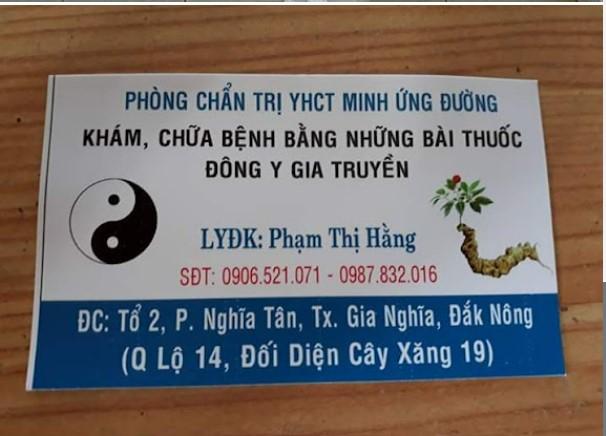 PHÒNG CHẨN TRỊ YHCT MINH ỨNG ĐƯỜNG
KHÁM, CHỮA BỆNH BẰNG NHỮNG BÀI THUỐC
ĐÔNG Y GIA TRUYỀN
LYĐK: Phạm Thị Hằng
SĐT: 0906.521.071 - 0987.832.016
ĐC: Tổ 2, P. Nghĩa Tân, Tx. Gia Nghĩa, Đắk Nông
(Q Lộ 14, Đối Diện Cây Xăng 19)